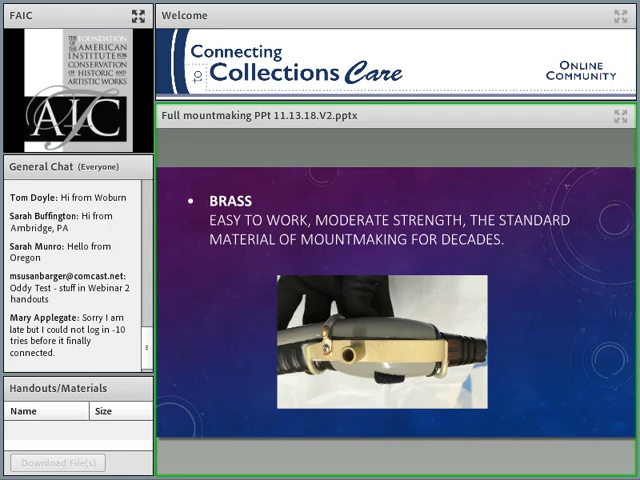 FAIC
THE FOUNDATION
OF THE
AMERICAN
INSTITUTE FOR
CONSERVATION
OF HISTORIC AND
ARTISTIC WORKS
AIC
General Chat (Everyone)
Tom Doyle: Hi from Woburn
Sarah Buffington: Hi from
Ambridge, PA
Sarah Munro: Hello from
Oregon
msusanbarger@comcast.net:
Oddy Test - stuff in Webinar 2
handouts
Mary Applegate: Sorry I am
late but I could not log in -10
tries before it finally
connected.
Handouts/Materials
Name Size
Download File(s)
Welcome
Connecting
to Collections Care
ONLINE
COMMUNITY
Full mountmaking PPt 11.13.18.V2.pptx
• BRASS
EASY TO WORK, MODERATE STRENGTH, THE STANDARD
MATERIAL OF MOUNTMAKING FOR DECADES.